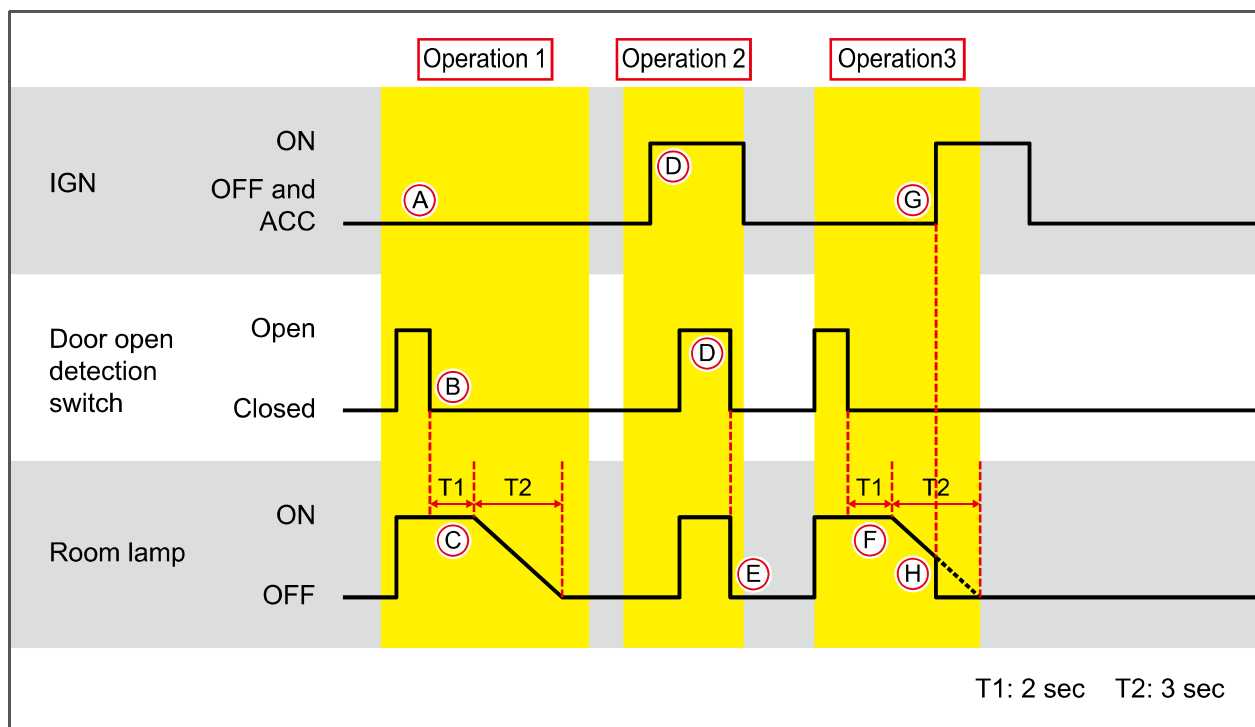 Operation 1
Operation 2
Operation3
IGN
ON
OFF and
ACC
A
D
G
Door open
detection
switch
Open
Closed
B
D
Room lamp
ON
OFF
T1
T2
C
E
T1
T2
F
H
T1: 2 sec T2: 3 sec